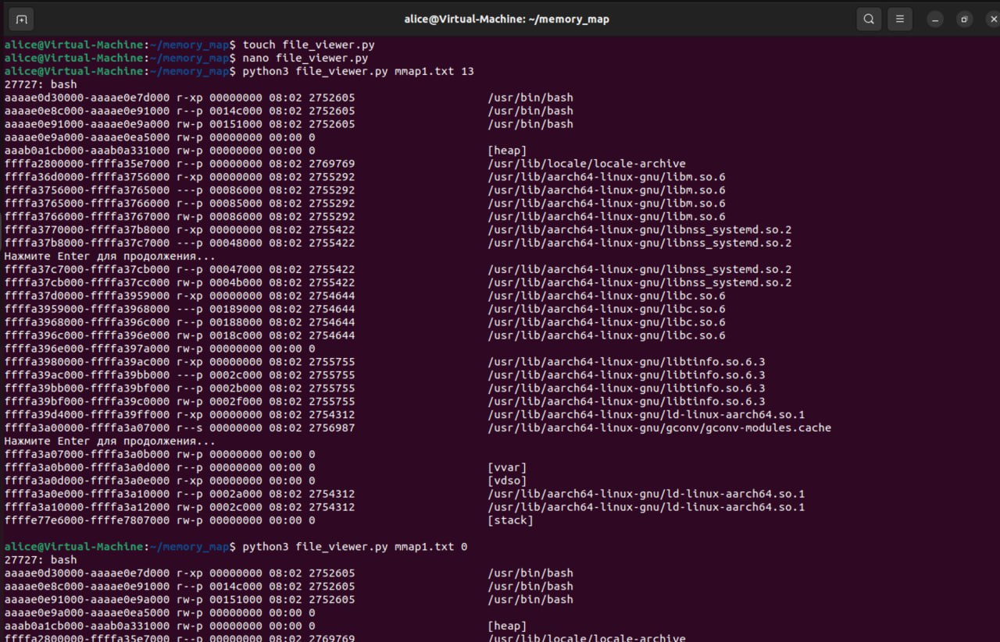 alice@Virtual-Machine: ~/memory_map
alice@Virtual-Machine:~/memory_map$ touch file_viewer.py
alice@Virtual-Machine:~/memory_map$ nano file_viewer.py
alice@Virtual-Machine:~/memory_map$ python3 file_viewer.py mmap1.txt 13
27727: bash
aaaae0d30000-aaaae0e7d000 r-xp 00000000 08:02 2752605 /usr/bin/bash
aaaae0e8c000-aaaae0e91000 r--p 0014c000 08:02 2752605 /usr/bin/bash
aaaae0e91000-aaaae0e9a000 rw-p 00151000 08:02 2752605 /usr/bin/bash
aaaae0e9a000-aaaae0ea5000 rw-p 00000000 00:00 0
aaab0a1cb000-aaab0a331000 rw-p 00000000 00:00 0 [heap]
ffffa2800000-ffffa35e7000 r--p 00000000 08:02 2769769 /usr/lib/locale/locale-archive
ffffa36d0000-ffffa3756000 r-xp 00000000 08:02 2755292 /usr/lib/aarch64-linux-gnu/libm.so.6
ffffa3756000-ffffa3765000 ---p 00086000 08:02 2755292 /usr/lib/aarch64-linux-gnu/libm.so.6
ffffa3765000-ffffa3766000 r--p 00085000 08:02 2755292 /usr/lib/aarch64-linux-gnu/libm.so.6
ffffa3766000-ffffa3767000 rw-p 00086000 08:02 2755292 /usr/lib/aarch64-linux-gnu/libm.so.6
ffffa3770000-ffffa37b8000 r-xp 00000000 08:02 2755422 /usr/lib/aarch64-linux-gnu/libnss_systemd.so.2
ffffa37b8000-ffffa37c7000 ---p 00048000 08:02 2755422 /usr/lib/aarch64-linux-gnu/libnss_systemd.so.2
Нажмите Enter для продолжения...
ffffa37c7000-ffffa37cb000 r--p 00047000 08:02 2755422 /usr/lib/aarch64-linux-gnu/libnss_systemd.so.2
ffffa37cb000-ffffa37cc000 rw-p 0004b000 08:02 2755422 /usr/lib/aarch64-linux-gnu/libnss_systemd.so.2
ffffa37d0000-ffffa3959000 r-xp 00000000 08:02 2754644 /usr/lib/aarch64-linux-gnu/libc.so.6
ffffa3959000-ffffa3968000 ---p 00189000 08:02 2754644 /usr/lib/aarch64-linux-gnu/libc.so.6
ffffa3968000-ffffa396c000 r--p 00188000 08:02 2754644 /usr/lib/aarch64-linux-gnu/libc.so.6
ffffa396c000-ffffa396e000 rw-p 0018c000 08:02 2754644 /usr/lib/aarch64-linux-gnu/libc.so.6
ffffa396e000-ffffa397a000 rw-p 00000000 00:00 0
ffffa3980000-ffffa39ac000 r-xp 00000000 08:02 2755755 /usr/lib/aarch64-linux-gnu/libtinfo.so.6.3
ffffa39ac000-ffffa39bb000 ---p 0002c000 08:02 2755755 /usr/lib/aarch64-linux-gnu/libtinfo.so.6.3
ffffa39bb000-ffffa39bf000 r--p 0002b000 08:02 2755755 /usr/lib/aarch64-linux-gnu/libtinfo.so.6.3
ffffa39bf000-ffffa39c0000 rw-p 0002f000 08:02 2755755 /usr/lib/aarch64-linux-gnu/libtinfo.so.6.3
ffffa39d4000-ffffa39ff000 r-xp 00000000 08:02 2754312 /usr/lib/aarch64-linux-gnu/ld-linux-aarch64.so.1
ffffa3a00000-ffffa3a07000 r--s 00000000 08:02 2756987 /usr/lib/aarch64-linux-gnu/gconv/gconv-modules.cache
Нажмите Enter для продолжения...
ffffa3a07000-ffffa3a0b000 rw-p 00000000 00:00 0
ffffa3a0b000-ffffa3a0d000 r--p 00000000 00:00 0 [vvar]
ffffa3a0d000-ffffa3a0e000 r-xp 00000000 00:00 0 [vdso]
ffffa3a0e000-ffffa3a10000 r--p 0002a000 08:02 2754312 /usr/lib/aarch64-linux-gnu/ld-linux-aarch64.so.1
ffffa3a10000-ffffa3a12000 rw-p 0002c000 08:02 2754312 /usr/lib/aarch64-linux-gnu/ld-linux-aarch64.so.1
ffffe77e6000-ffffe7807000 rw-p 00000000 00:00 0 [stack]
alice@Virtual-Machine:~/memory_map$ python3 file_viewer.py mmap1.txt 0
27727: bash
aaaae0d30000-aaaae0e7d000 r-xp 00000000 08:02 2752605 /usr/bin/bash
aaaae0e8c000-aaaae0e91000 r--p 0014c000 08:02 2752605 /usr/bin/bash
aaaae0e91000-aaaae0e9a000 rw-p 00151000 08:02 2752605 /usr/bin/bash
aaaae0e9a000-aaaae0ea5000 rw-p 00000000 00:00 0
aaab0a1cb000-aaab0a331000 rw-p 00000000 00:00 0 [heap]
ffffa2800000-ffffa35e7000 r--p 00000000 08:02 2769769 /usr/lib/locale/locale-archive